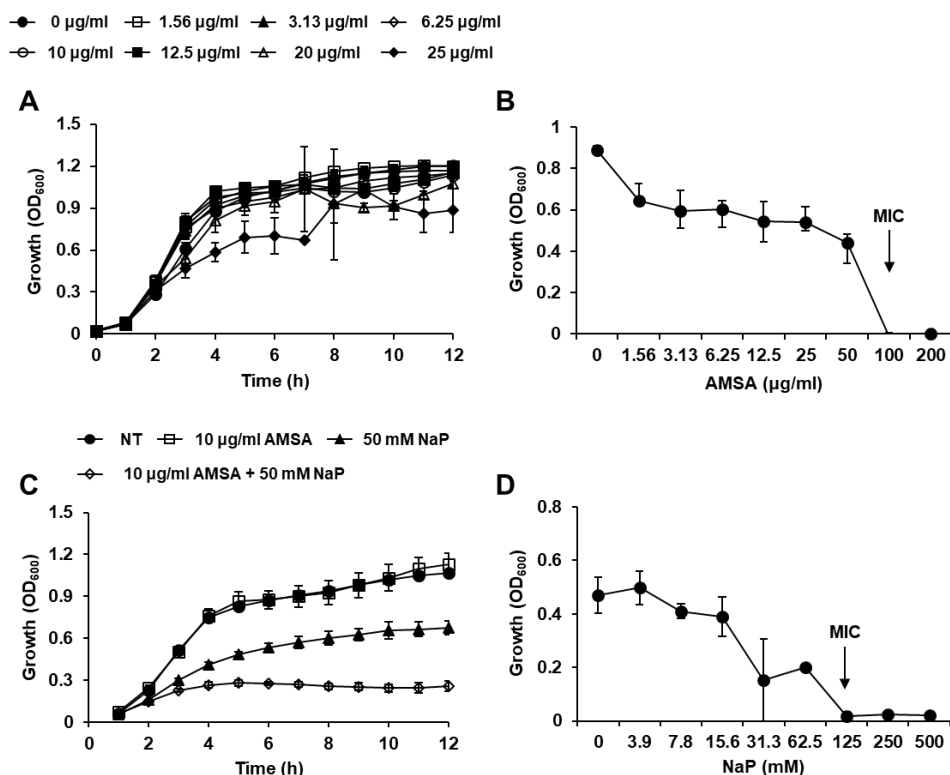 0 µg/ml 1.56 µg/ml 3.13 µg/ml 6.25 µg/ml
10 µg/ml 12.5 µg/ml 20 µg/ml 25 µg/ml
A
1.5
1.2
0.9
0.6
0.3
0
Growth (OD600)
0 2 4 6 8 10 12
Time (h)
B
1
0.8
0.6
0.4
0.2
0
Growth (OD600)
MIC
0 1.56 3.13 6.25 12.5 25 50 100 200
AMSA (µg/ml)
NT 10 µg/ml AMSA 50 mM NaP
10 µg/ml AMSA + 50 mM NaP
C
1.5
1.2
0.9
0.6
0.3
0
Growth (OD600)
0 2 4 6 8 10 12
Time (h)
D
0.8
0.6
0.4
0.2
0
Growth (OD600)
MIC
0 3.9 7.8 15.6 31.3 62.5 125 250 500
NaP (mM)